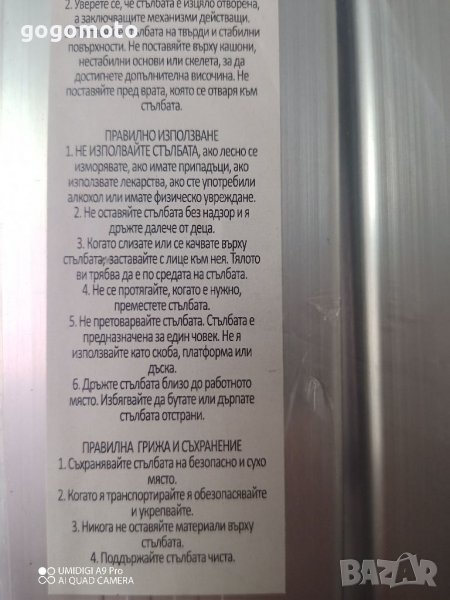 2. Уверете се, че стълбата е изцяло отворена,
а заключващите механизми действащи.
стълбата на твърди и стабилни
повърхности. Не поставяйте върху кашони,
нестабилни основи или скелета, за да
достигнете допълнителна височина. Не
поставяйте пред врата, която се отваря към
стълбата.
gogomoto
ПРАВИЛНО ИЗПОЛЗВАНЕ
1. НЕ ИЗПОЛВАЙТЕ СТЪЛБАТА, ако лесно се
изморявате, ако имате припадъци, ако
използвате лекарства, ако сте употребили
алкохол или имате физическо увреждане.
2. Не оставяйте стълбата без надзор и я
дръжте далече от деца.
3. Когато слизате или се качвате върху
стълбата, заставайте с лице към нея. Тялото
ви трябва да е по средата на стълбата.
4. Не се протягайте, когато е нужно,
преместете стълбата.
5. Не претоварвайте стълбата. Стълбата е
предназначена за един човек. Не я
използвайте като скоба, платформа или
дъска.
6. Дръжте стълбата близо до работното
място. Избягвайте да бутате или дърпате
стълбата отстрани.
ПРАВИЛНА ГРИЖА И СЪХРАНЕНИЕ
1. Съхранявайте стълбата на безопасно и сухо
място.
2. Когато я транспортирайте я обезопасявайте
и укрепвайте.
3. Никога не оставяйте материали върху
стълбата.
4. Поддържайте стълбата чиста.
UMIDIGI A9 Pro
AI QUAD CAMERA
BAZAR